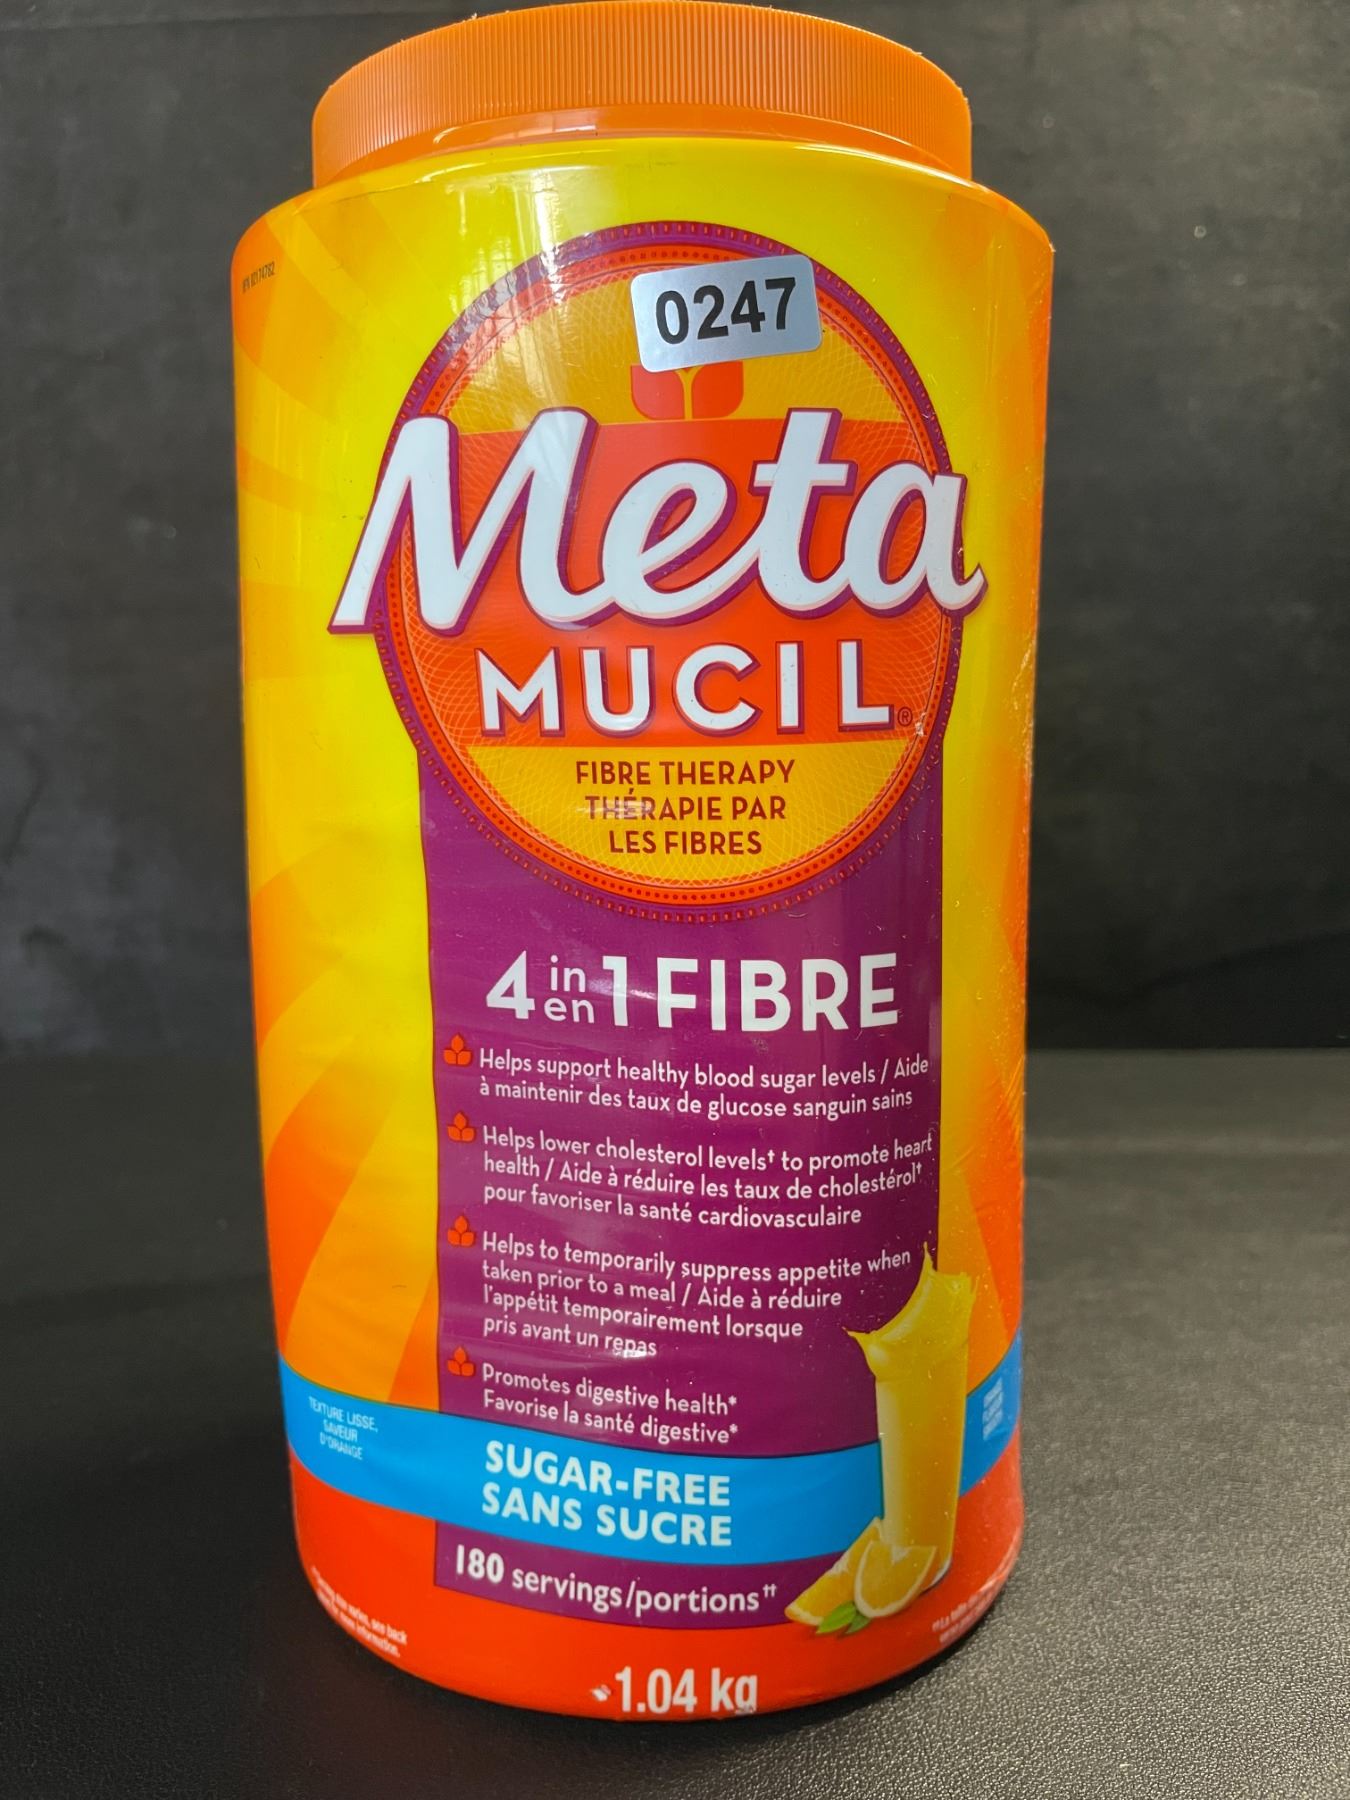 0247
Meta
MUCIL®
FIBRE THERAPY
THÉRAPIE PAR
LES FIBRES
4 in en 1 FIBRE
Helps support healthy blood sugar levels / Aide
à maintenir des taux de glucose sanguin sains
Helps lower cholesterol levels† to promote heart
health / Aide à réduire les taux de cholestérol†
pour favoriser la santé cardiovasculaire
Helps to temporarily suppress appetite when
taken prior to a meal / Aide à réduire
l'appétit temporairement lorsque
pris avant un repas
Promotes digestive health*
Favorise la santé digestive*
TEXTURE LISSE,
SAVEUR
D'ORANGE
SUGAR-FREE
SANS SUCRE
180 servings/portions††
see back
more information.
1.04 kg